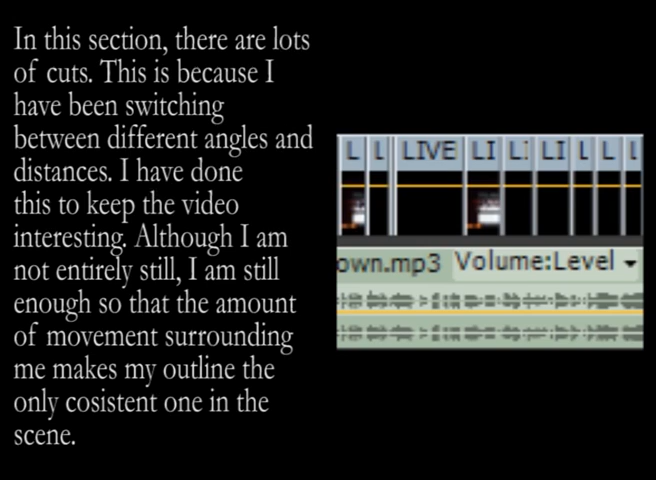 In this section, there are lots
of cuts. This is because I
have been switching
between different angles and
distances. I have done
this to keep the video
interesting. Although I am
not entirely still, I am still
enough so that the amount
of movement surrounding
me makes my outline the
only cosistent one in the
scene.
L L LIVE LI L LI L L L
own.mp3 Volume:Level